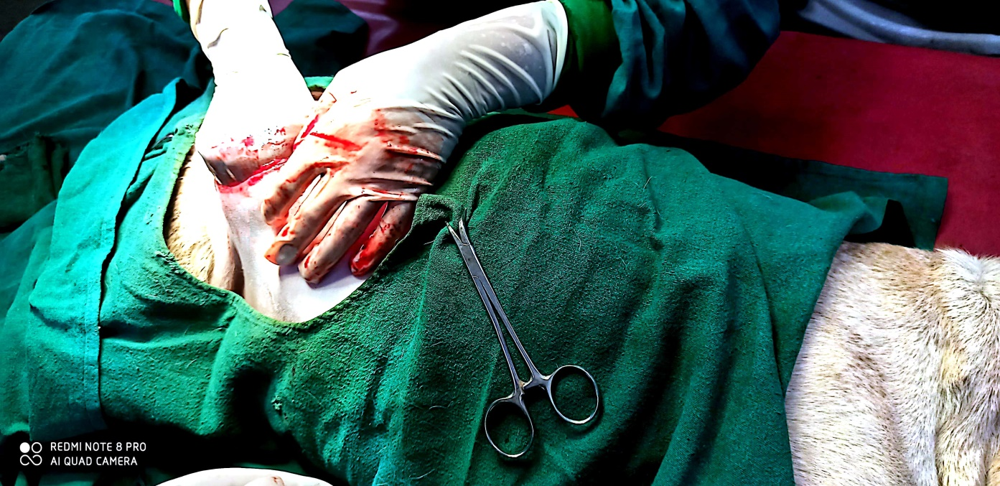 REDMI NOTE 8 PRO
AI QUAD CAMERA